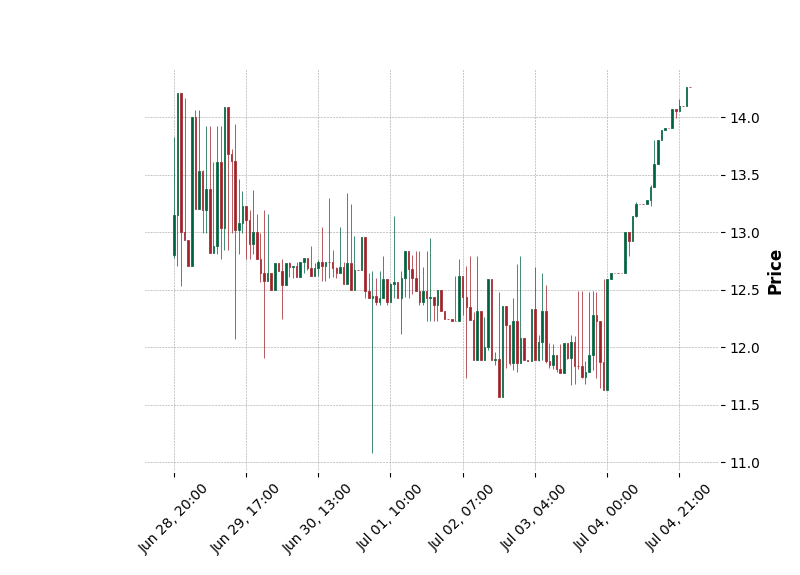 14.0
13.5
13.0
12.5
12.0
11.5
11.0
Price
Jun 28, 20:00
Jun 29, 17:00
Jun 30, 13:00
Jul 01, 10:00
Jul 02, 07:00
Jul 03, 04:00
Jul 04, 00:00
Jul 04, 21:00